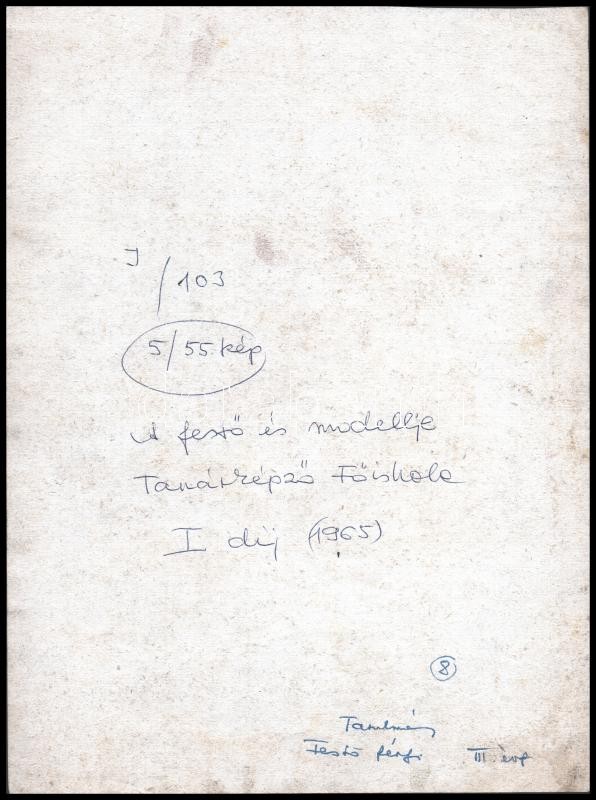 I
/103
5/55 kép
A festő és modellje
Tanárképző Főiskola
I díj (1965)
8
Tanulmány
Festő férfi III. évf